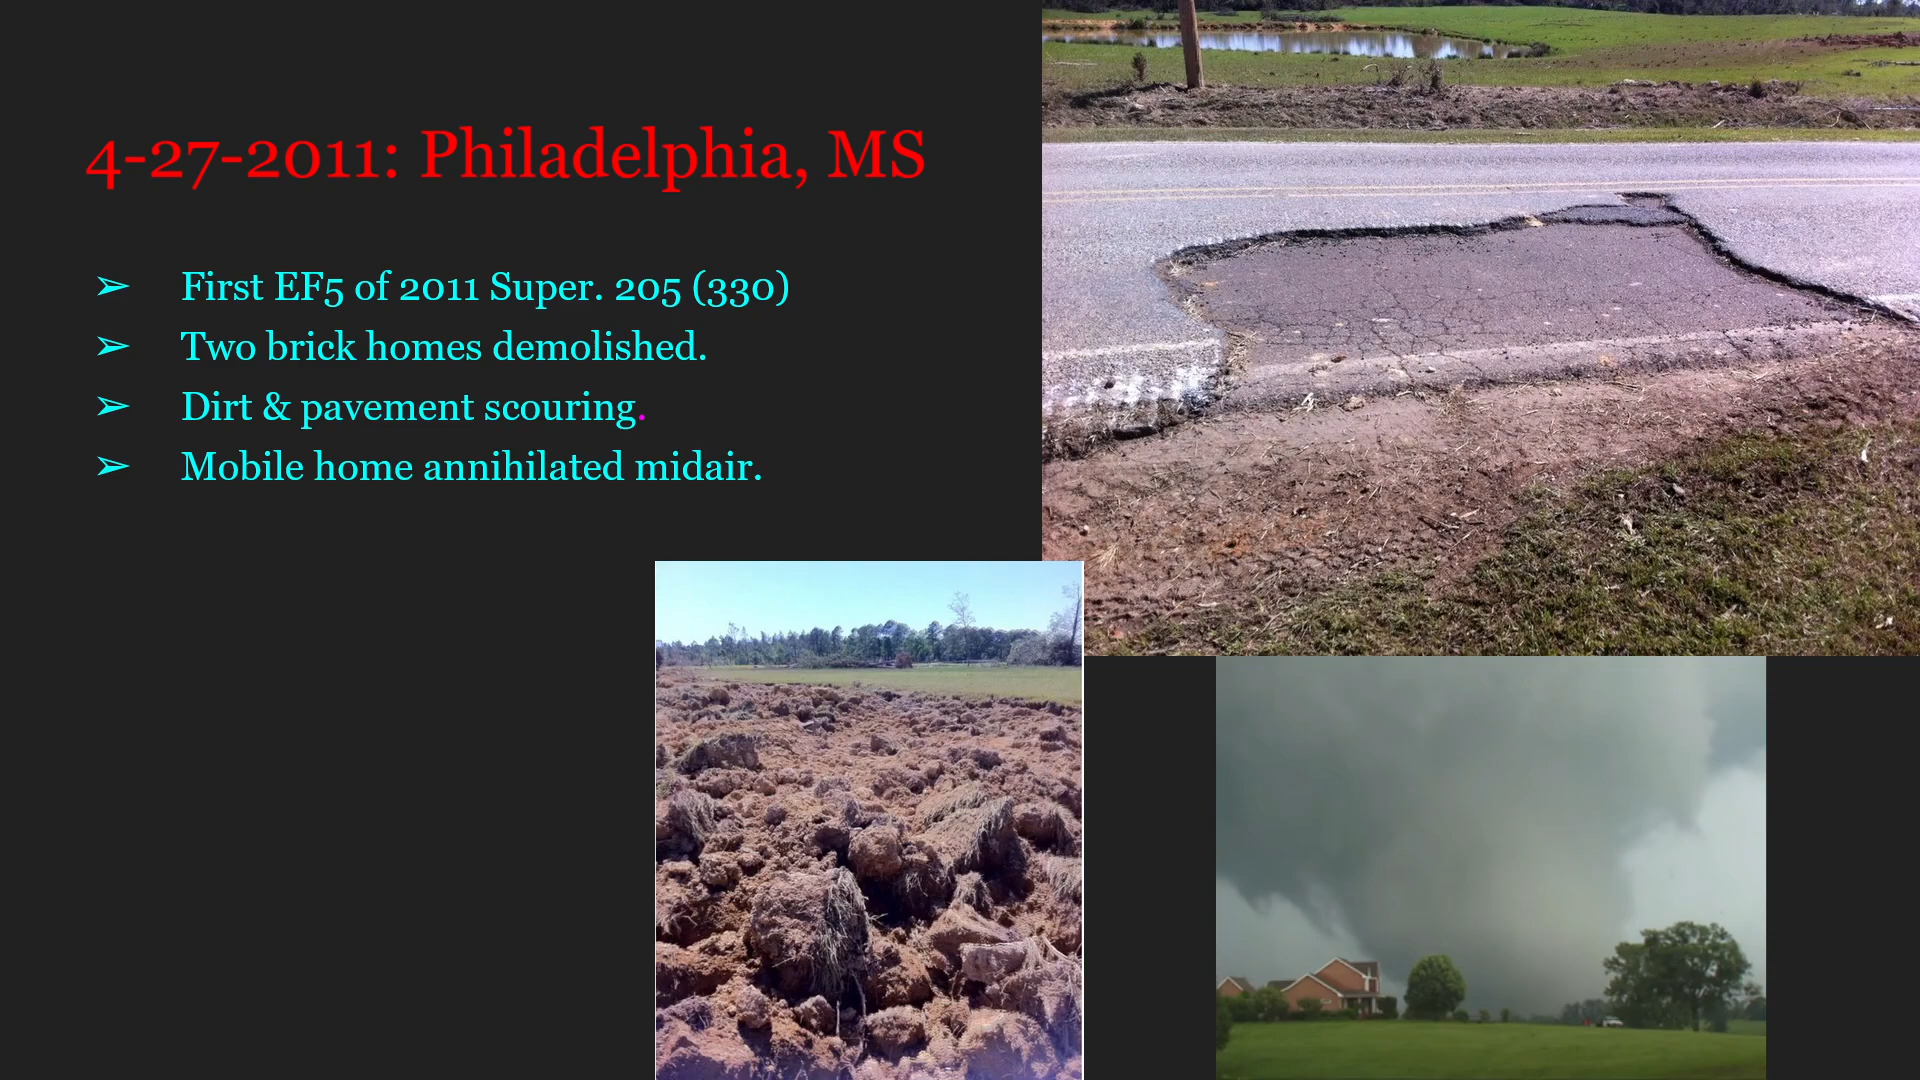 4-27-2011: Philadelphia, MS
➢ First EF5 of 2011 Super. 205 (330)
➢ Two brick homes demolished.
➢ Dirt & pavement scouring.
➢ Mobile home annihilated midair.